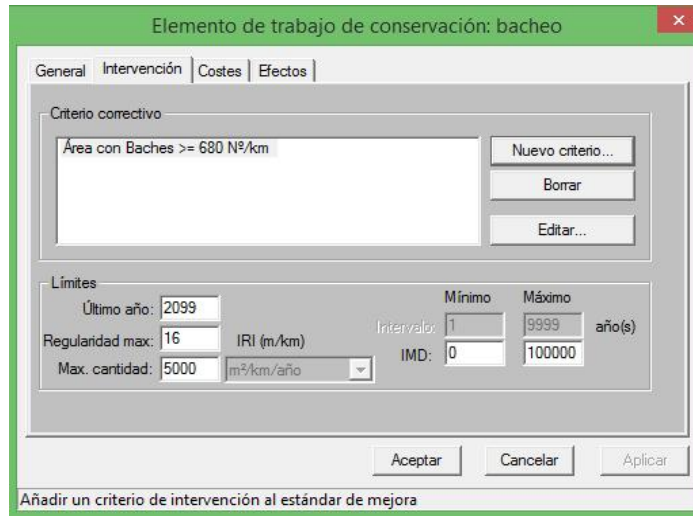 Elemento de trabajo de conservación: bacheo
×
General Intervención Costes Efectos
Criterio correctivo
Área con Baches >= 680 Nº/km
Nuevo criterio...
Borrar
Editar...
Límites
Mínimo Máximo
Último año: 2099
Intervalo: 1 9999 año(s)
Regularidad max: 16 IRI (m/km)
IMD: 0 100000
Max. cantidad: 5000 m²/km/año
Aceptar Cancelar Aplicar
Añadir un criterio de intervención al estándar de mejora